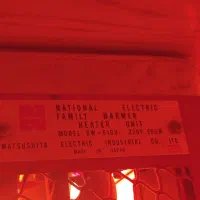 NATIONAL ELECTRIC
FAMILY WARMER
HEATER UNIT
MATSUSHITA ELECTRIC INDUSTRIAL CO., LTD.
MADE IN JAPAN